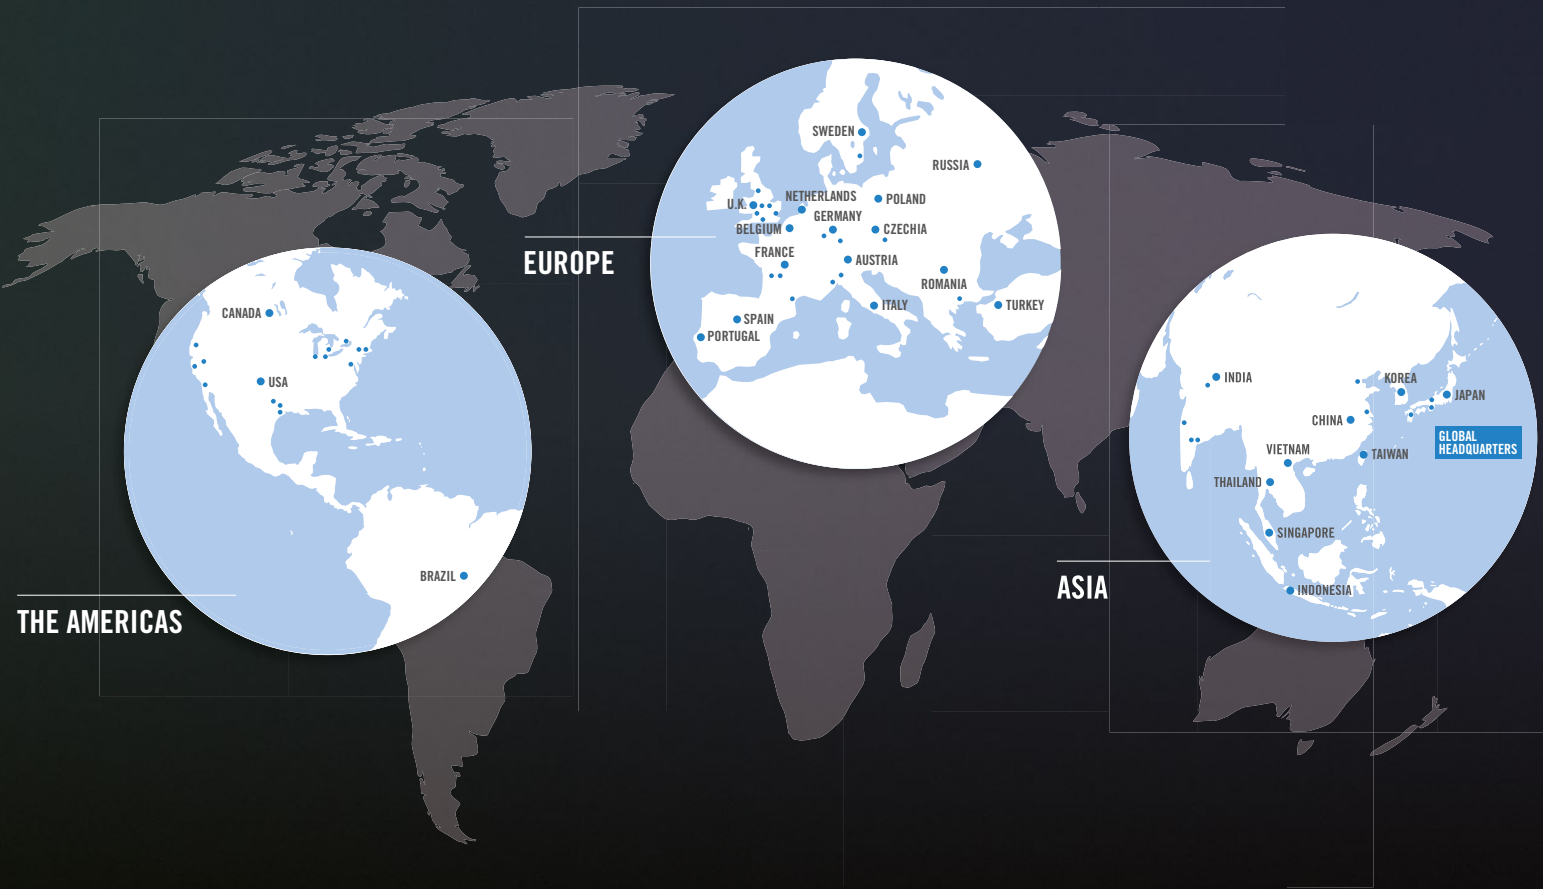 THE AMERICAS
CANADA
USA
BRAZIL
EUROPE
SWEDEN
RUSSIA
NETHERLANDS
POLAND
U.K.
GERMANY
BELGIUM
CZECHIA
FRANCE
AUSTRIA
ROMANIA
ITALY
TURKEY
SPAIN
PORTUGAL
ASIA
INDIA
KOREA
JAPAN
CHINA
GLOBAL
HEADQUARTERS
VIETNAM
TAIWAN
THAILAND
SINGAPORE
INDONESIA